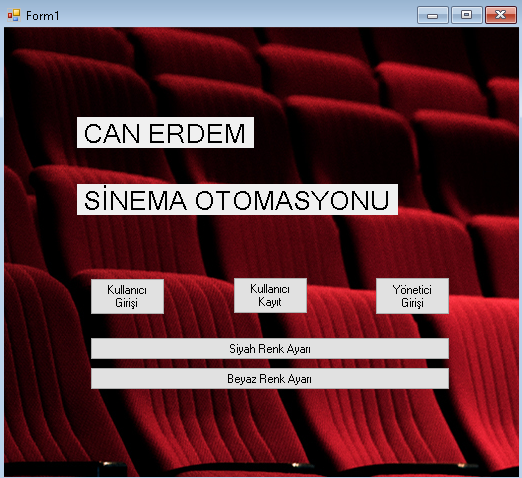 Form1
CAN ERDEM
SİNEMA OTOMASYONU
Kullanıcı
Girişi
Kullanıcı
Kayıt
Yönetici
Girişi
Siyah Renk Ayarı
Beyaz Renk Ayarı